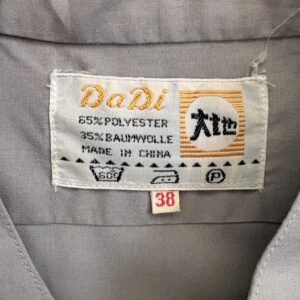 DaDi
大地
65% POLYESTER
35% BAUMWOLLE
MADE IN CHINA
60°
P
38